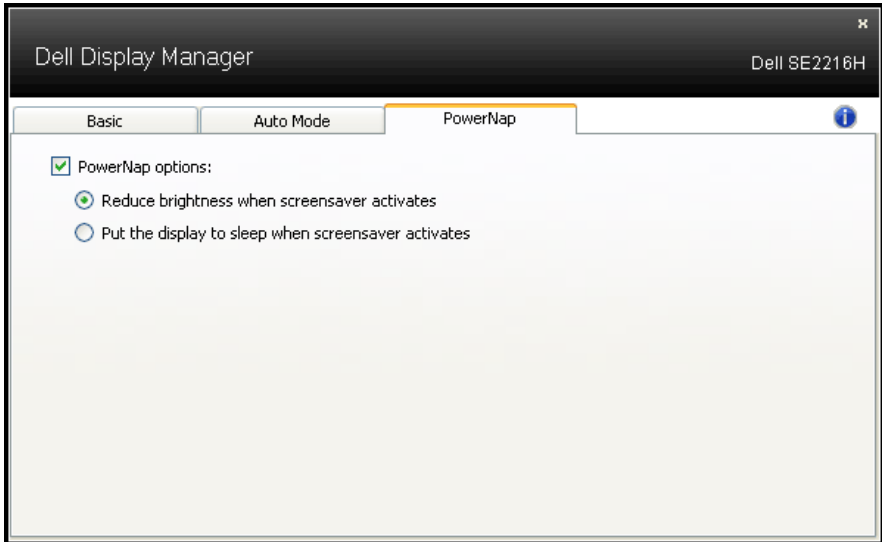 Dell Display Manager
Dell SE2216H
Basic
Auto Mode
PowerNap
PowerNap options:
Reduce brightness when screensaver activates
Put the display to sleep when screensaver activates